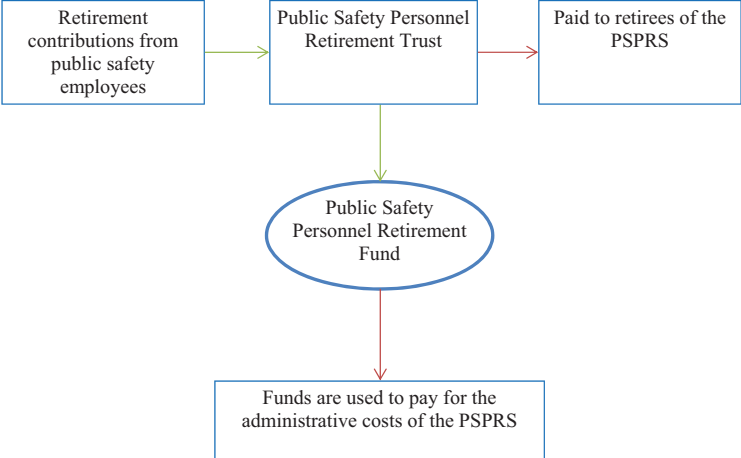 Retirement
contributions from
public safety
employees
Public Safety Personnel
Retirement Trust
Paid to retirees of the
PSPRS
Public Safety
Personnel Retirement
Fund
Funds are used to pay for the
administrative costs of the PSPRS